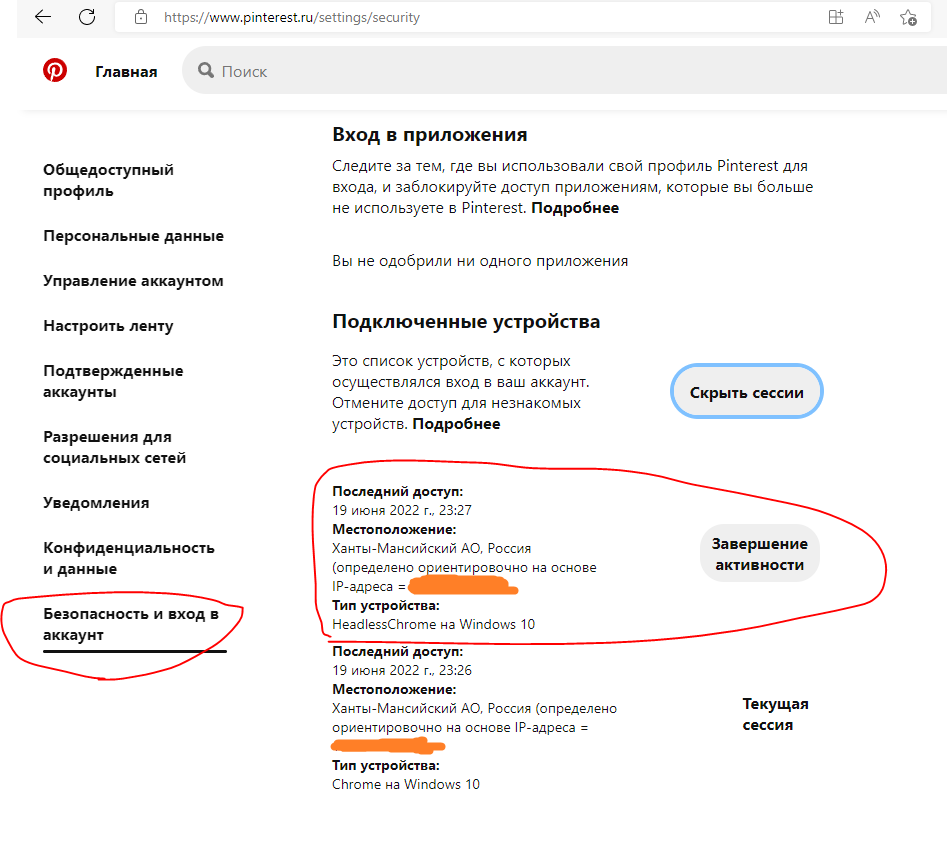 https://www.pinterest.ru/settings/security
Главная
Поиск
Общедоступный
профиль
Персональные данные
Управление аккаунтом
Настроить ленту
Подтвержденные
аккаунты
Разрешения для
социальных сетей
Уведомления
Конфиденциальность
и данные
Безопасность и вход в
аккаунт
Вход в приложения
Следите за тем, где вы использовали свой профиль Pinterest для
входа, и заблокируйте доступ приложениям, которые вы больше
не используете в Pinterest. Подробнее
Вы не одобрили ни одного приложения
Подключенные устройства
Это список устройств, с которых
осуществлялся вход в ваш аккаунт.
Отмените доступ для незнакомых
устройств. Подробнее
Скрыть сессии
Последний доступ:
19 июня 2022 г., 23:27
Местоположение:
Ханты-Мансийский АО, Россия
(определено ориентировочно на основе
IP-адреса =
Тип устройства:
HeadlessChrome на Windows 10
Завершение
активности
Последний доступ:
19 июня 2022 г., 23:26
Местоположение:
Ханты-Мансийский АО, Россия (определено
ориентировочно на основе IP-адреса =
Тип устройства:
Chrome на Windows 10
Текущая
сессия